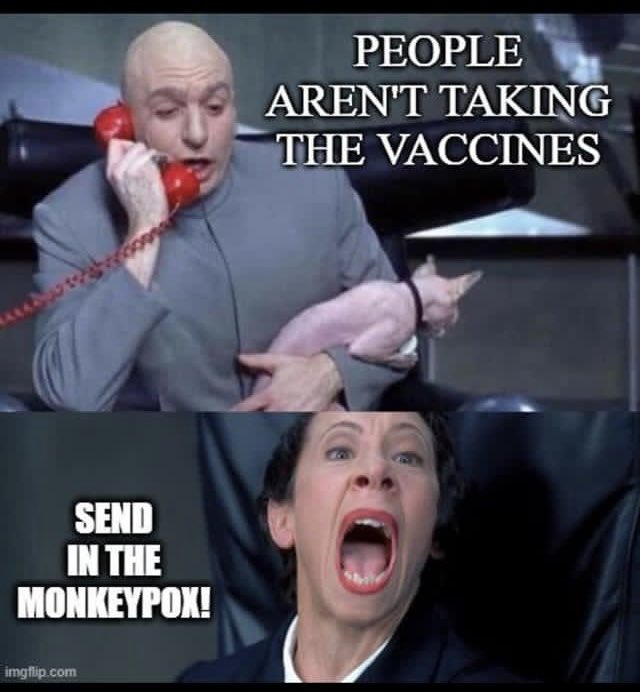 PEOPLE
AREN'T TAKING
THE VACCINES
SEND
IN THE
MONKEYPOX!
imgflip.com